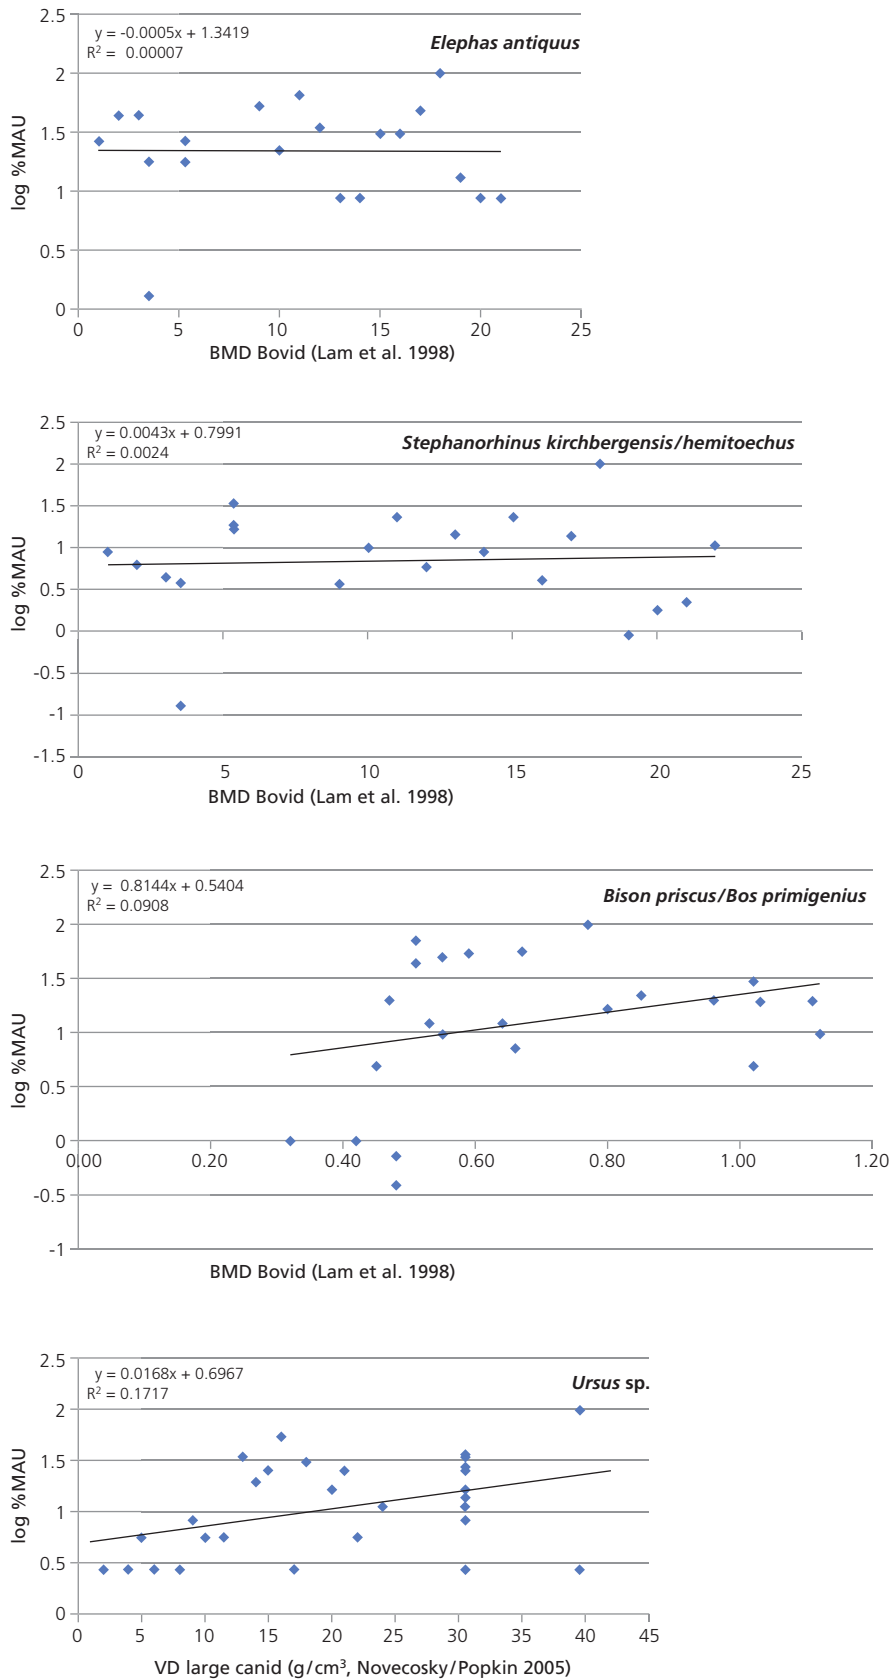 2.5
y = -0.0005x + 1.3419
R² = 0.00007
Elephas antiquus
2
1.5
1
0.5
0
log %MAU
0 5 10 15 20 25
BMD Bovid (Lam et al. 1998)
2.5
y = 0.0043x + 0.7991
R² = 0.0024
Stephanorhinus kirchbergensis/hemitoechus
2
1.5
1
0.5
0
-0.5
-1
-1.5
log %MAU
0 5 10 15 20 25
BMD Bovid (Lam et al. 1998)
2.5
y = 0.8144x + 0.5404
R² = 0.0908
Bison priscus/Bos primigenius
2
1.5
1
0.5
0
log %MAU
0.00 0.20 0.40 0.60 0.80 1.00 1.20
-0.5
-1
BMD Bovid (Lam et al. 1998)
2.5
y = 0.0168x + 0.6967
R² = 0.1717
Ursus sp.
2
1.5
1
0.5
0
log %MAU
0 5 10 15 20 25 30 35 40 45
VD large canid (g/cm³, Novecosky/Popkin 2005)